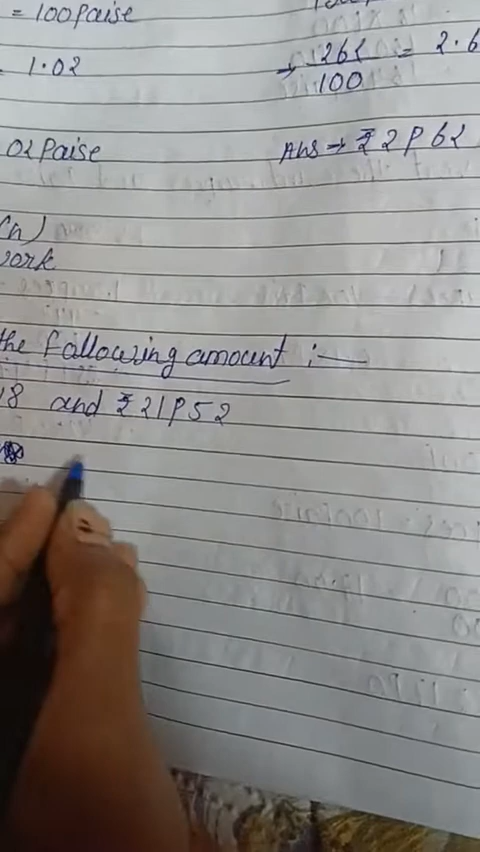 = 100 Paise
1.02
→ 262 = 2.6
100
02 Paise
Ans → ₹ 2 P 62
(n)
work
the following amount :—
18 and ₹ 21 P 52